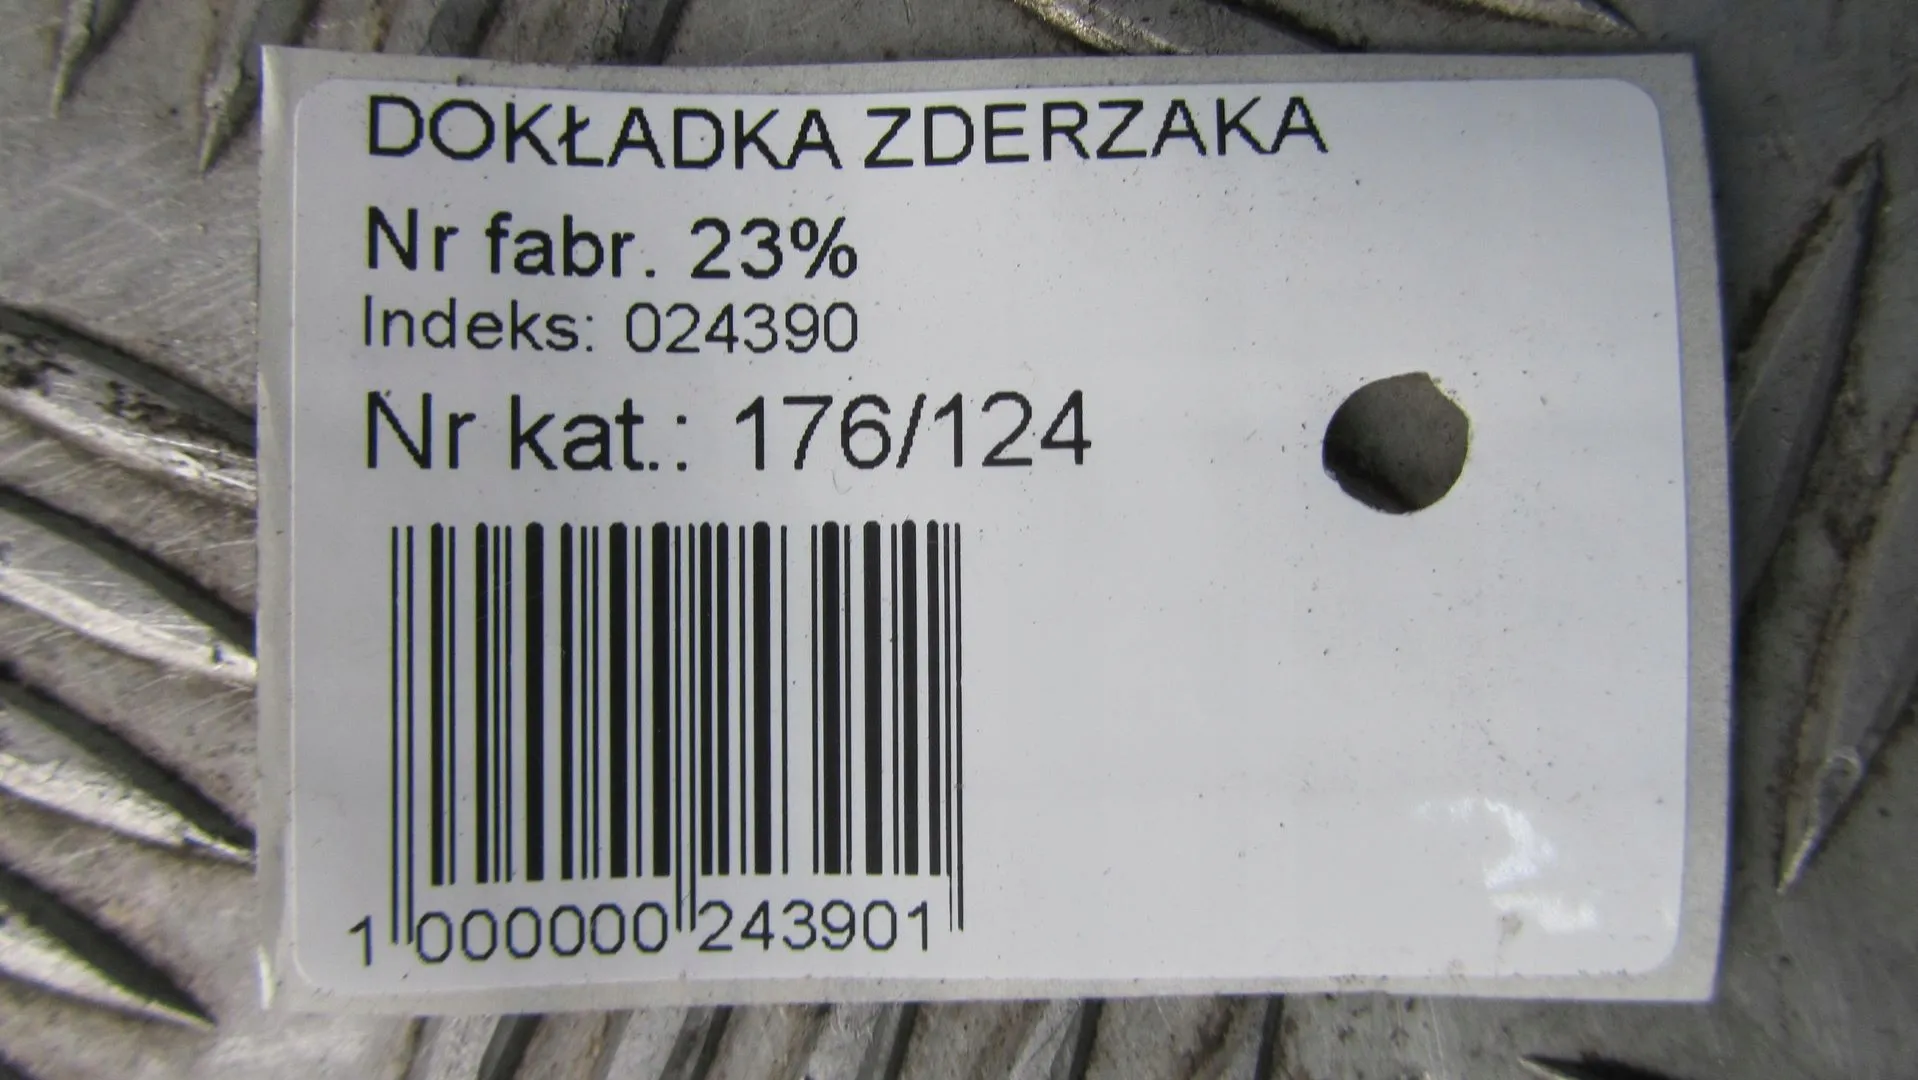 DOKŁADKA ZDERZAKA
Nr fabr. 23%
Indeks: 024390
Nr kat.: 176/124
1 000000 243901